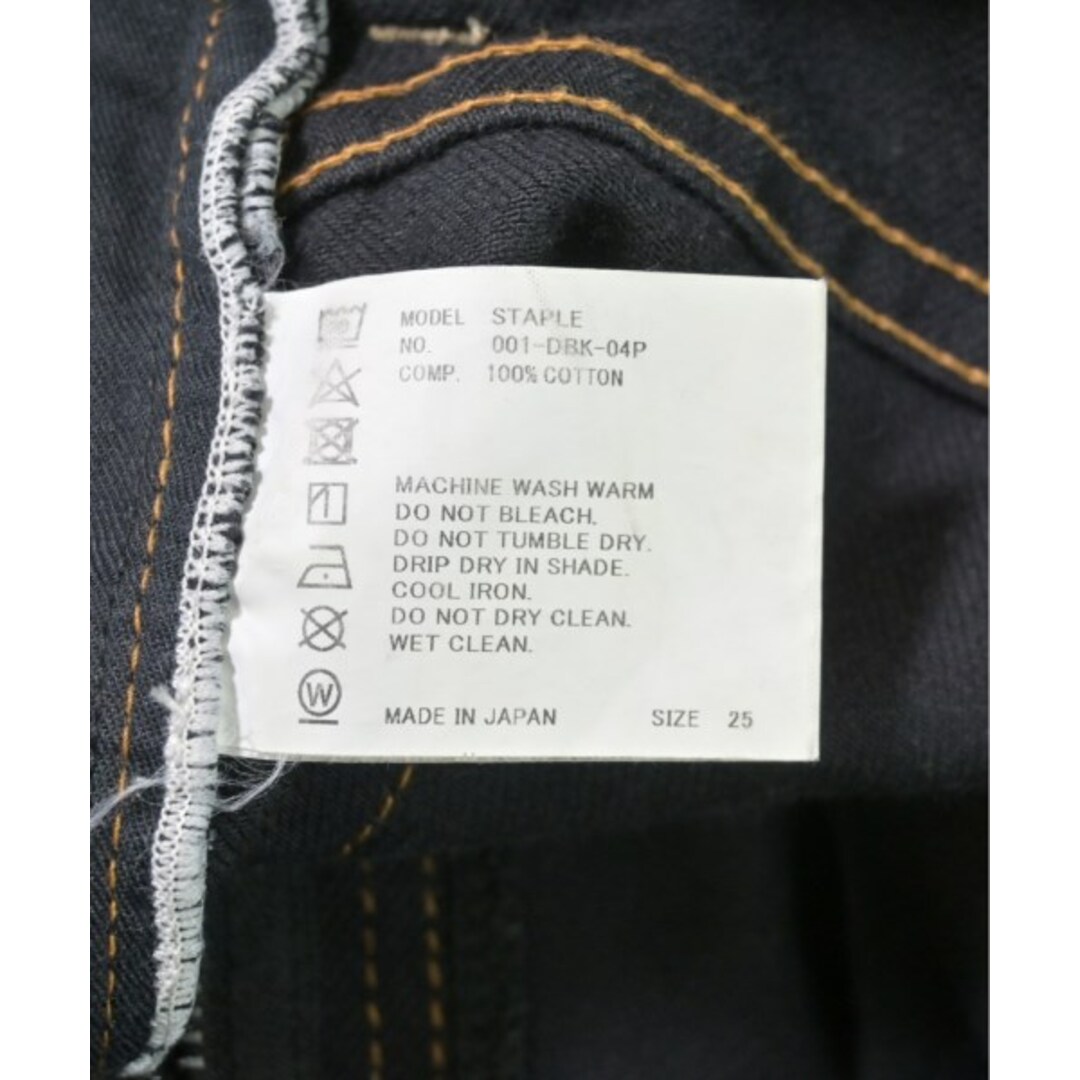 MODEL STAPLE
NO. 001-DBK-04P
COMP. 100% COTTON
MACHINE WASH WARM
DO NOT BLEACH.
DO NOT TUMBLE DRY.
DRIP DRY IN SHADE.
COOL IRON.
DO NOT DRY CLEAN.
WET CLEAN.
W
MADE IN JAPAN SIZE 25